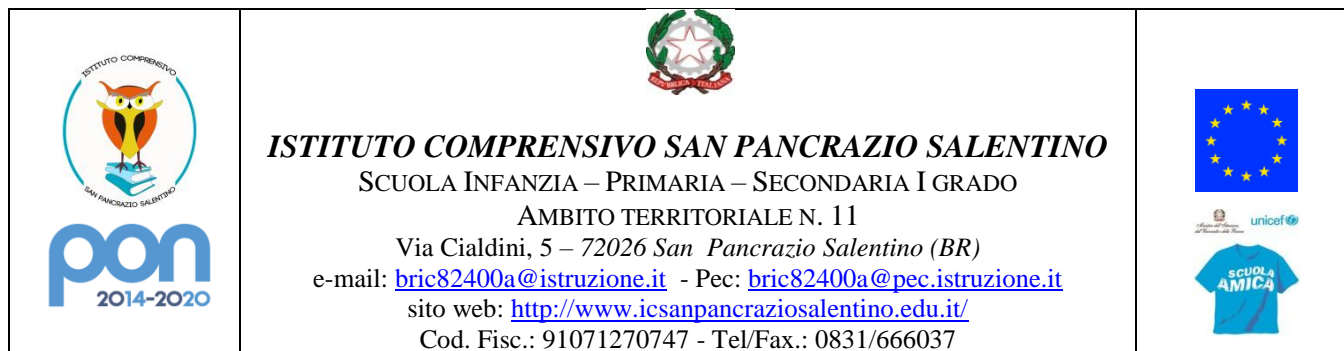 ISTITUTO COMPRENSIVO
SAN PANCRAZIO SALENTINO
pon
2014-2020
REPVBBLICA ITALIANA
ISTITUTO COMPRENSIVO SAN PANCRAZIO SALENTINO
SCUOLA INFANZIA – PRIMARIA – SECONDARIA I GRADO
AMBITO TERRITORIALE N. 11
Via Cialdini, 5 – 72026 San Pancrazio Salentino (BR)
e-mail: bric82400a@istruzione.it - Pec: bric82400a@pec.istruzione.it
sito web: http://www.icsanpancraziosalentino.edu.it/
Cod. Fisc.: 91071270747 - Tel/Fax.: 0831/666037
unicef
SCUOLA
AMICA